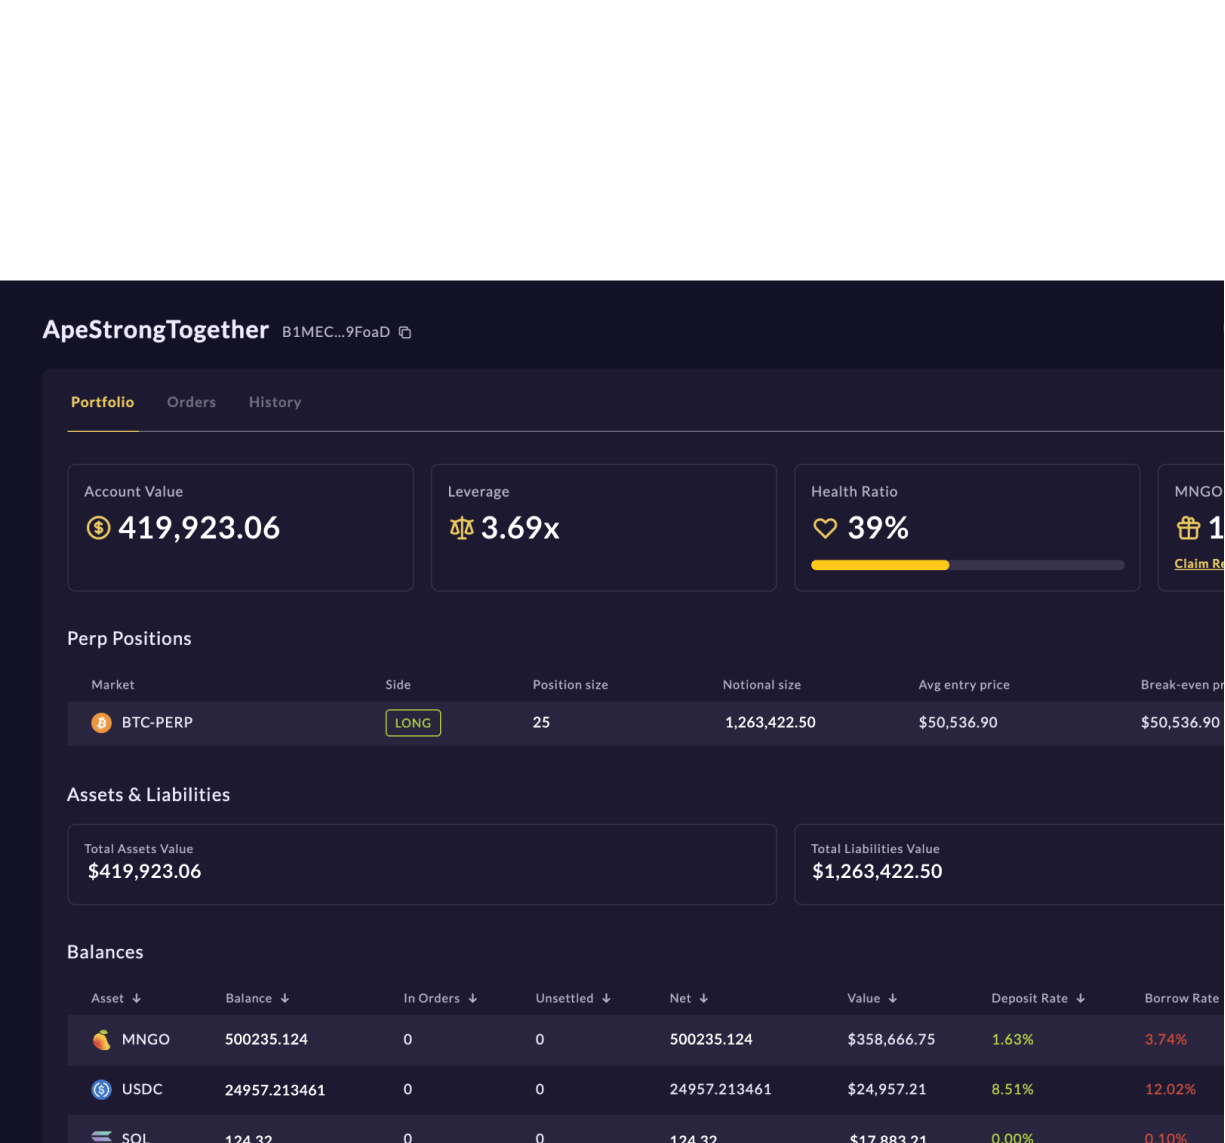 ApeStrongTogether B1MEC...9FoaD
Portfolio Orders History
Account Value Leverage Health Ratio MNGO
419,923.06 3.69x 39% 1
Claim Re
Perp Positions
Market Side Position size Notional size Avg entry price Break-even pr
BTC-PERP LONG 25 1,263,422.50 $50,536.90 $50,536.90
Assets & Liabilities
Total Assets Value Total Liabilities Value
$419,923.06 $1,263,422.50
Balances
Asset Balance In Orders Unsettled Net Value Deposit Rate Borrow Rate
MNGO 500235.124 0 0 500235.124 $358,666.75 1.63% 3.74%
USDC 24957.213461 0 0 24957.213461 $24,957.21 8.51% 12.02%
SOL 124.32 0 0 124.32 $17,883.21 0.00% 0.10%